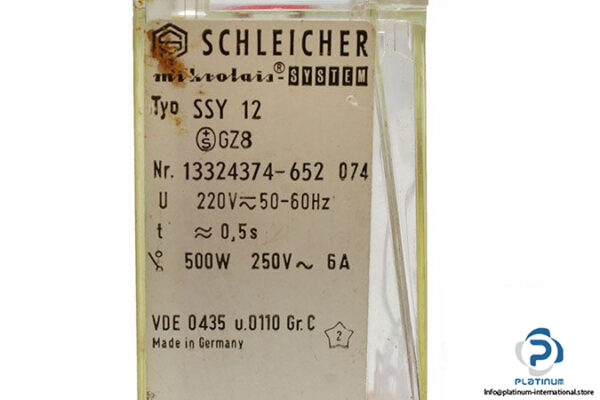 SCHLEICHER
mikrolais®-SYSTEM
Typ SSY 12
+S GZ8
Nr. 13324374-652 074
U 220V≂50-60Hz
t ≈ 0,5s
500W 250V~ 6A
VDE 0435 u.0110 Gr.C 2
Made in Germany
PLATINUM
Info@platinum-international.store